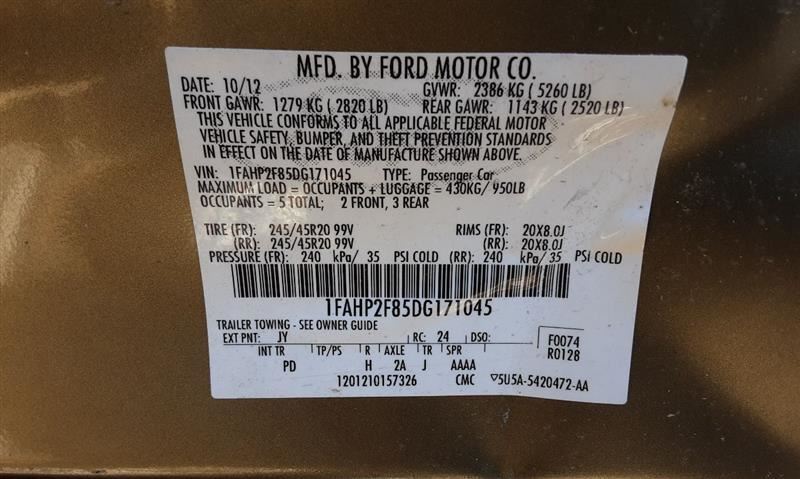 MFD. BY FORD MOTOR CO.
DATE: 10/12 GVWR: 2386 KG ( 5260 LB)
FRONT GAWR: 1279 KG ( 2820 LB) REAR GAWR: 1143 KG ( 2520 LB)
THIS VEHICLE CONFORMS TO ALL APPLICABLE FEDERAL MOTOR
VEHICLE SAFETY, BUMPER, AND THEFT PREVENTION STANDARDS
IN EFFECT ON THE DATE OF MANUFACTURE SHOWN ABOVE.
VIN: 1FAHP2F85DG171045 TYPE: Passenger Car
MAXIMUM LOAD = OCCUPANTS + LUGGAGE = 430KG/ 950LB
OCCUPANTS = 5 TOTAL; 2 FRONT, 3 REAR
TIRE (FR): 245/45R20 99V RIMS (FR): 20X8.0J
(RR): 245/45R20 99V (RR): 20X8.0J
PRESSURE (FR): 240 kPa/ 35 PSI COLD (RR): 240 kPa/ 35 PSI COLD
1FAHP2F85DG171045
TRAILER TOWING - SEE OWNER GUIDE
EXT PNT: JY RC: 24 DSO: F0074
R0128
INT TR TP/PS R AXLE TR SPR
PD H 2A J AAAA
1201210157326 CMC ▽5U5A-5420472-AA